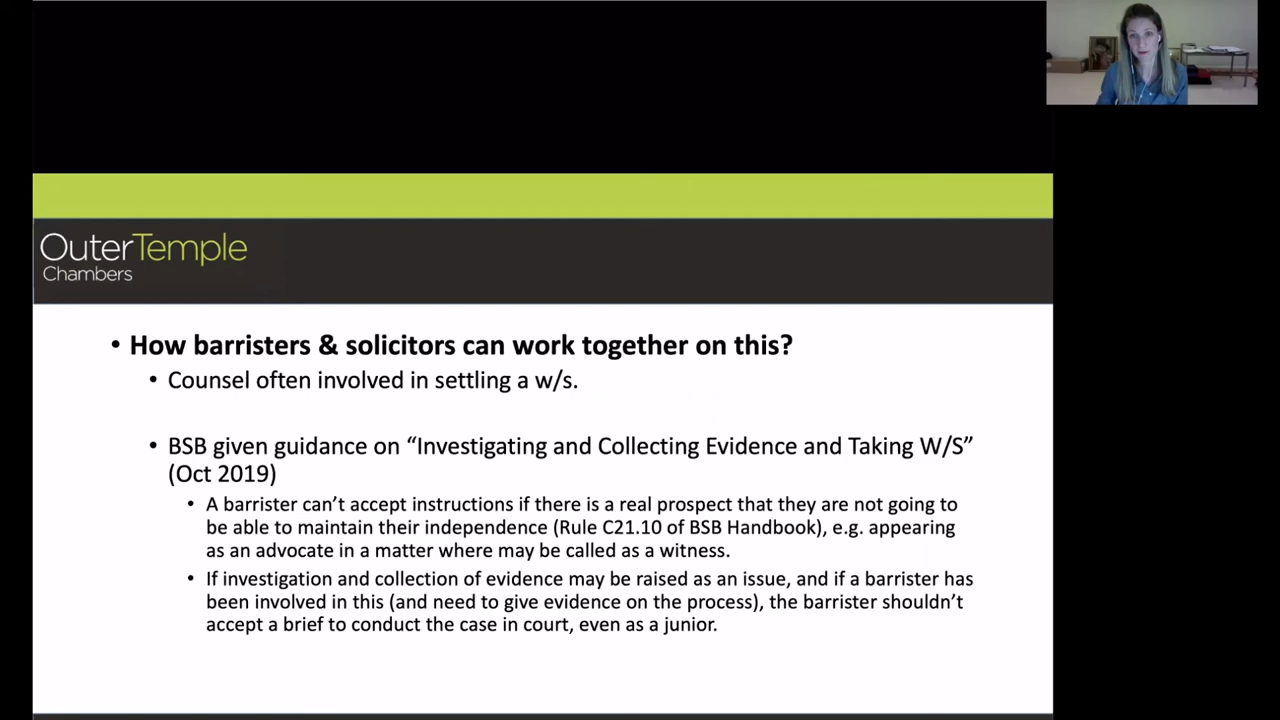 OuterTemple
Chambers
• How barristers & solicitors can work together on this?
• Counsel often involved in settling a w/s.
• BSB given guidance on “Investigating and Collecting Evidence and Taking W/S”
(Oct 2019)
• A barrister can’t accept instructions if there is a real prospect that they are not going to
be able to maintain their independence (Rule C21.10 of BSB Handbook), e.g. appearing
as an advocate in a matter where may be called as a witness.
• If investigation and collection of evidence may be raised as an issue, and if a barrister has
been involved in this (and need to give evidence on the process), the barrister shouldn’t
accept a brief to conduct the case in court, even as a junior.